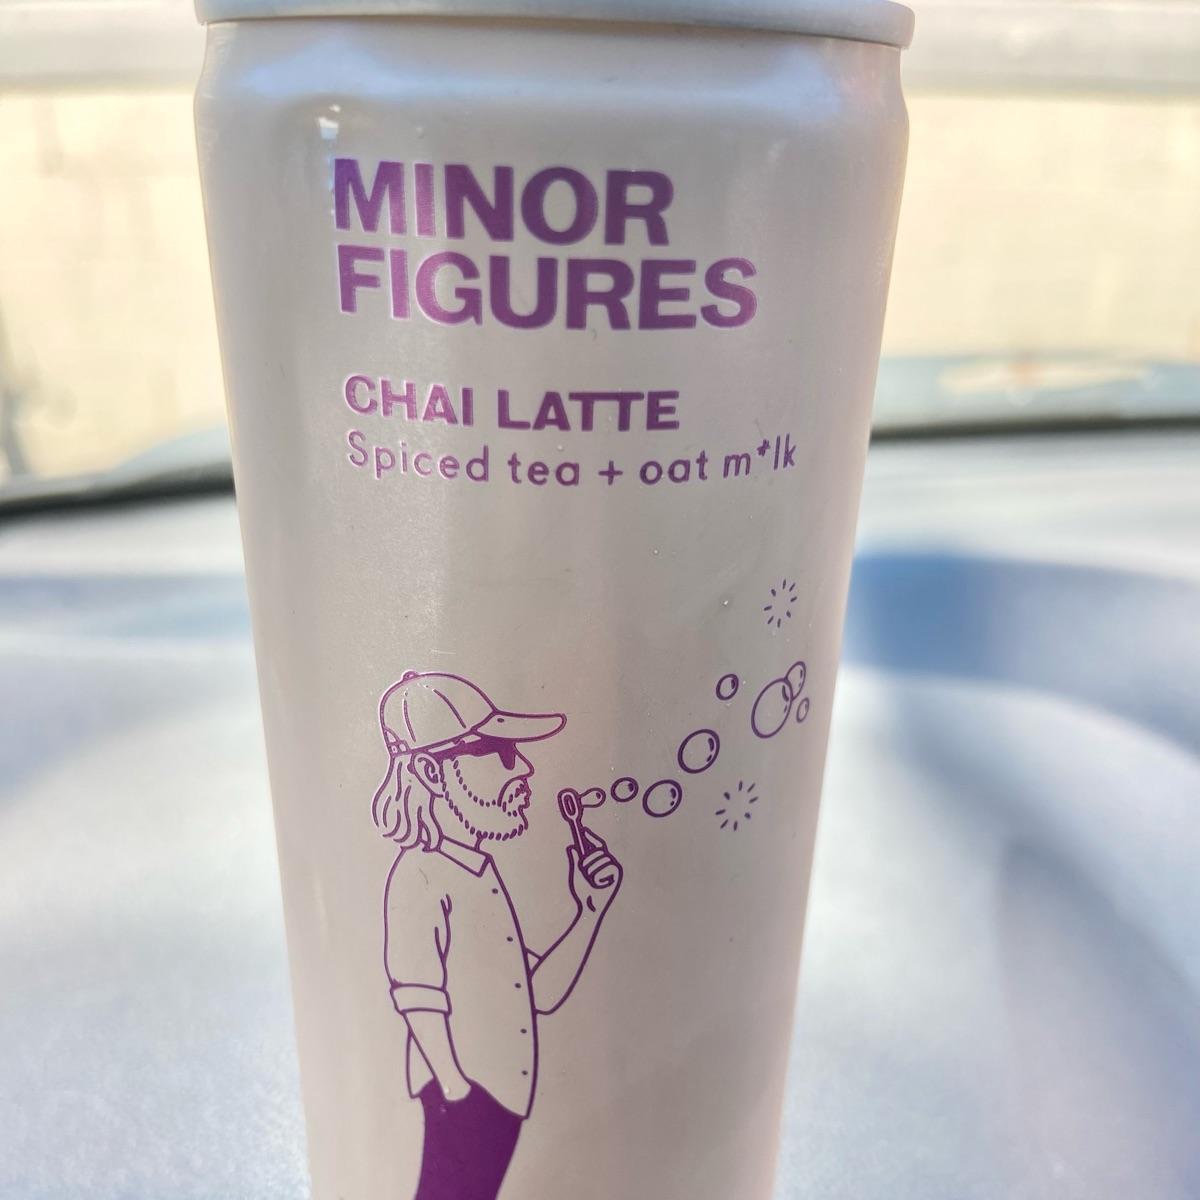 MINOR
FIGURES
CHAI LATTE
Spiced tea + oat m*lk